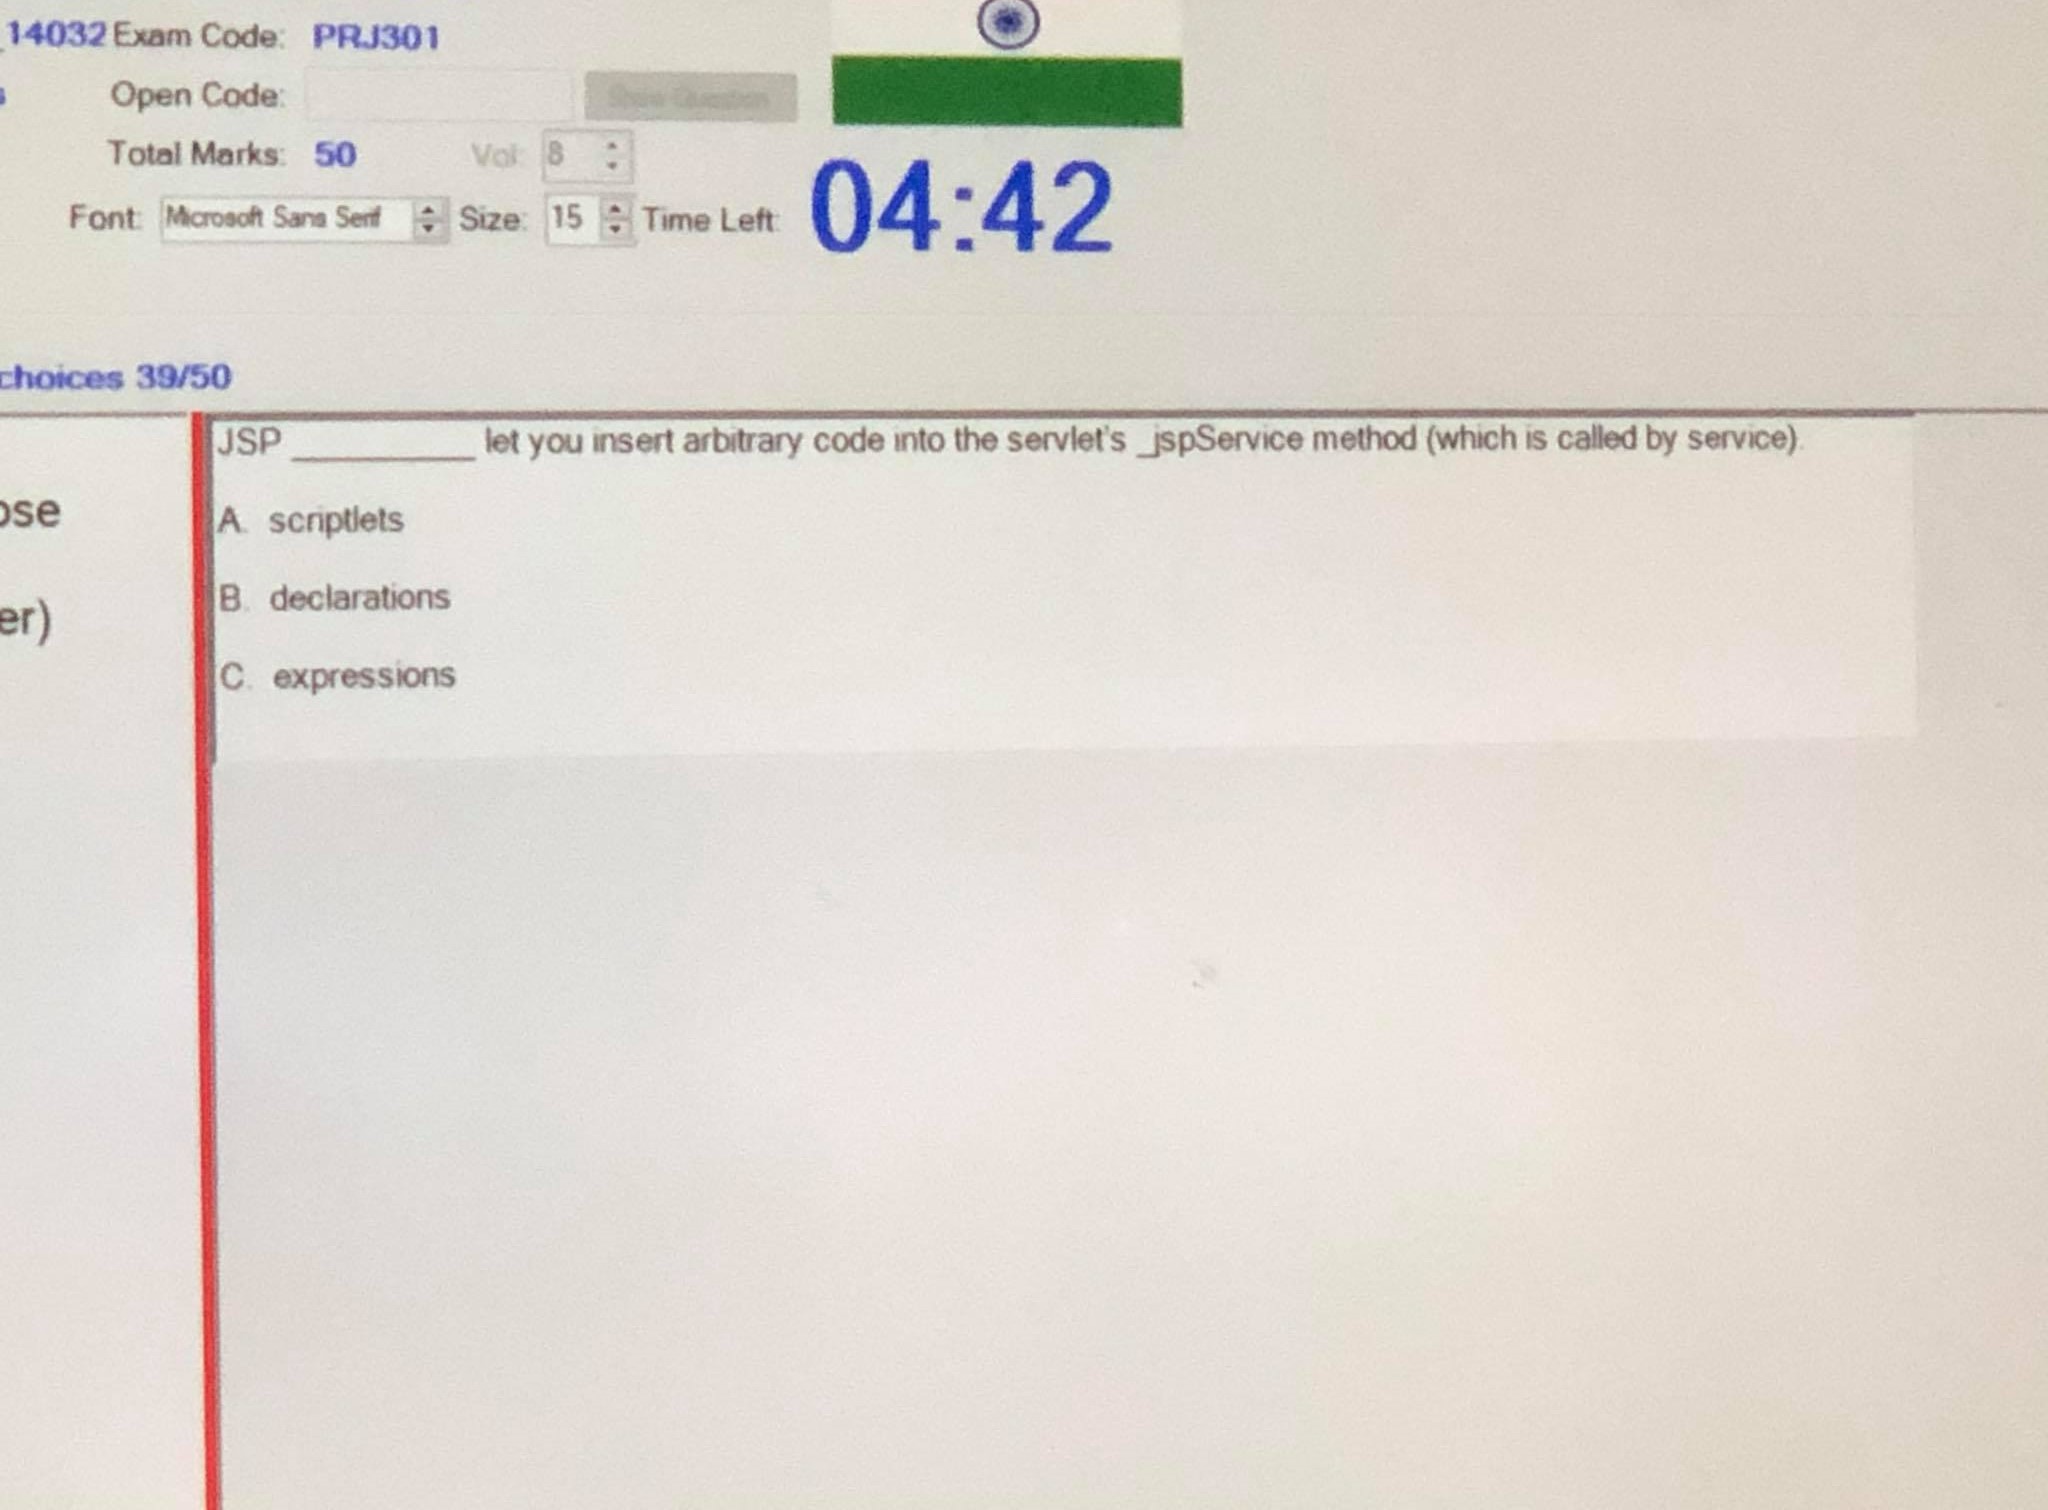 14032 Exam Code: PRJ301
Open Code: Show Question
Total Marks: 50 Vol: 8
Font: Microsoft Sans Serif Size: 15 Time Left: 04:42
choices 39/50
JSP __________ let you insert arbitrary code into the servlet's _jspService method (which is called by service).
ose
A. scriptlets
B. declarations
er)
C. expressions